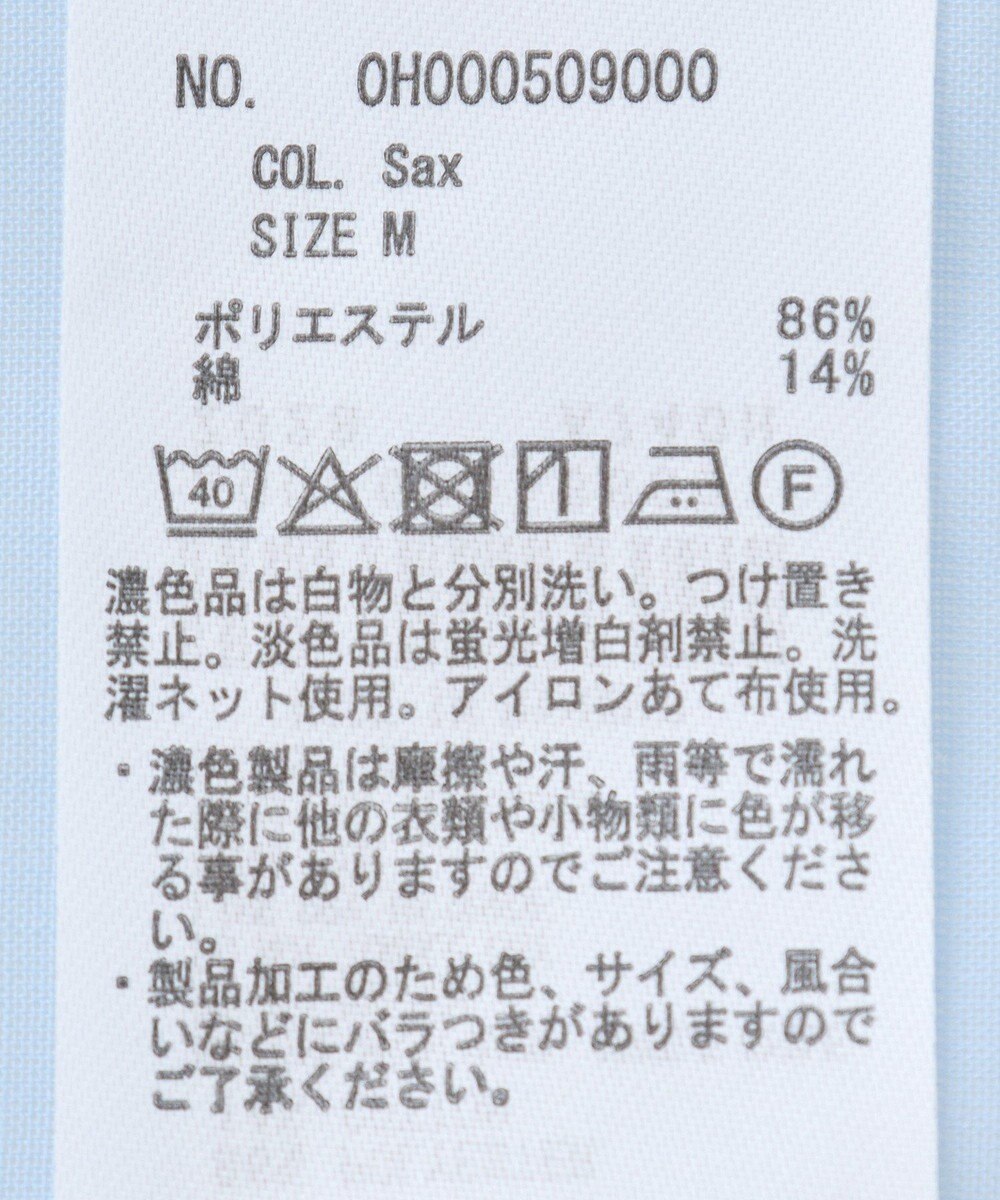 NO. OH000509000
COL. Sax
SIZE M
ポリエステル 86%
綿 14%
40 F
濃色品は白物と分別洗い。つけ置き
禁止。淡色品は蛍光増白剤禁止。洗
濯ネット使用。アイロンあて布使用。
・濃色製品は摩擦や汗、雨等で濡れ
た際に他の衣類や小物類に色が移
る事がありますのでご注意くださ
い。
・製品加工のため色、サイズ、風合
いなどにバラつきがありますので
ご了承ください。